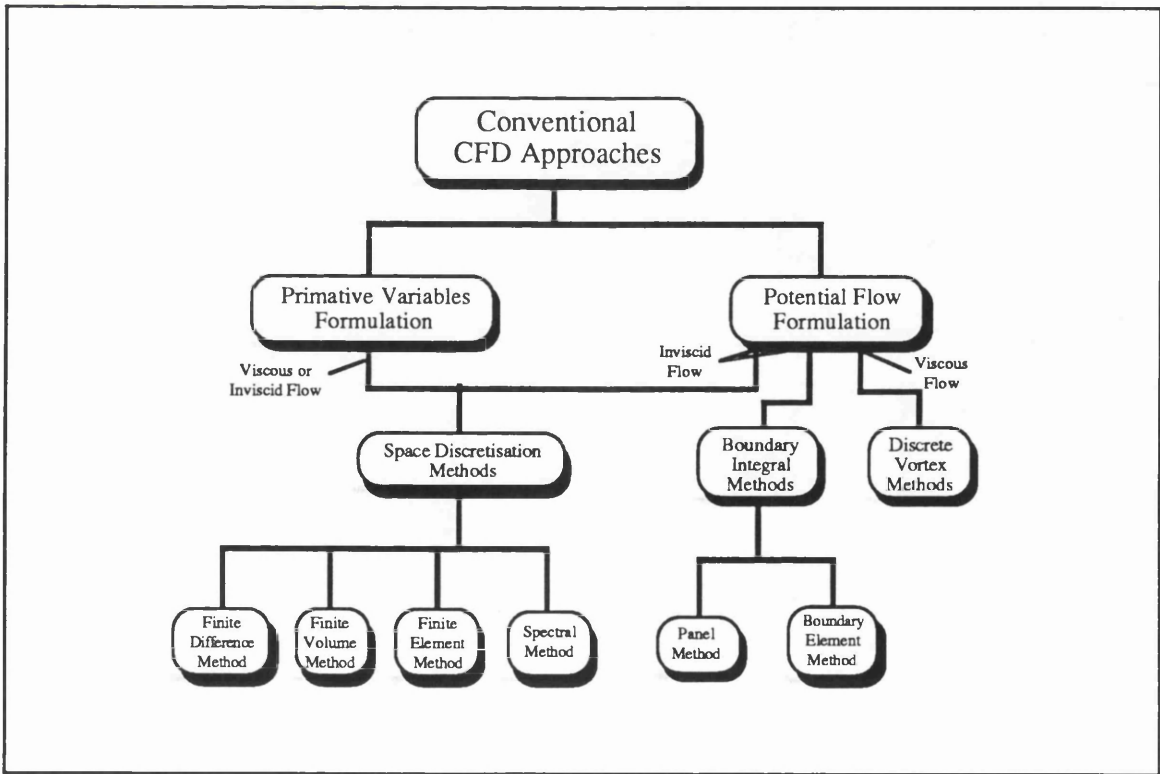 Conventional
CFD Approaches
Primative Variables
Formulation
Potential Flow
Formulation
Viscous or
Inviscid Flow
Inviscid
Flow
Viscous
Flow
Space Discretisation
Methods
Boundary
Integral
Methods
Discrete
Vortex
Methods
Finite
Difference
Method
Finite
Volume
Method
Finite
Element
Method
Spectral
Method
Panel
Method
Boundary
Element
Method